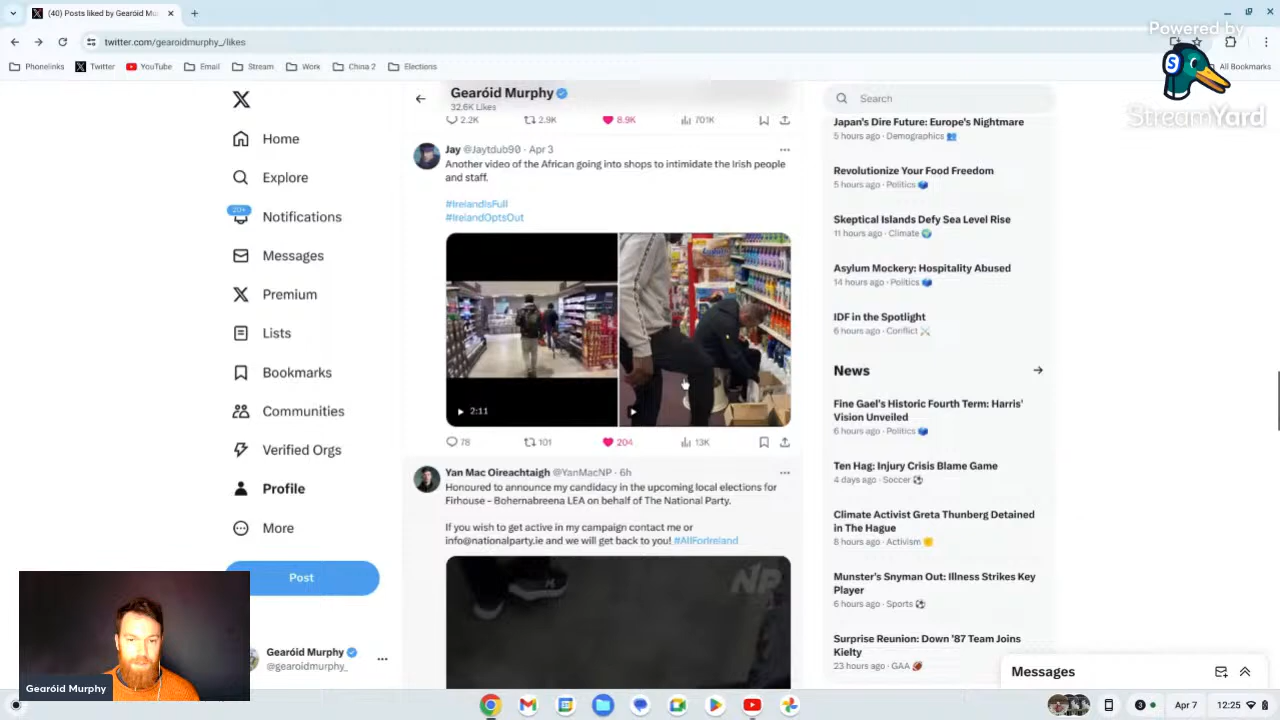 (40) Posts liked by Gearóid Mu
twitter.com/gearoidmurphy_/likes
Phonelinks
Twitter
YouTube
Email
Stream
Work
China 2
Elections
All Bookmarks
Powered by
StreamYard
Home
Explore
20+
Notifications
Messages
Premium
Lists
Bookmarks
Communities
Verified Orgs
Profile
More
Post
Gearóid Murphy
@gearoidmurphy_
Gearóid Murphy
Gearóid Murphy
32.6K Likes
2.2K 2.9K 8.9K 701K
Jay @Jaytdub90 · Apr 3
Another video of the African going into shops to intimidate the Irish people
and staff.
#IrelandIsFull
#IrelandOptsOut
2:11
78 101 204 13K
Yan Mac Oireachtaigh @YanMacNP · 6h
Honoured to announce my candidacy in the upcoming local elections for
Firhouse - Bohernabreena LEA on behalf of The National Party.
If you wish to get active in my campaign contact me or
info@nationalparty.ie and we will get back to you! #AllForIreland
NP
Search
Japan's Dire Future: Europe's Nightmare
5 hours ago · Demographics
Revolutionize Your Food Freedom
5 hours ago · Politics
Skeptical Islands Defy Sea Level Rise
11 hours ago · Climate
Asylum Mockery: Hospitality Abused
14 hours ago · Politics
IDF in the Spotlight
6 hours ago · Conflict
News
Fine Gael's Historic Fourth Term: Harris'
Vision Unveiled
6 hours ago · Politics
Ten Hag: Injury Crisis Blame Game
4 days ago · Soccer
Climate Activist Greta Thunberg Detained
in The Hague
8 hours ago · Activism
Munster's Snyman Out: Illness Strikes Key
Player
6 hours ago · Sports
Surprise Reunion: Down '87 Team Joins
Kielty
23 hours ago · GAA
Messages
3
Apr 7
12:25